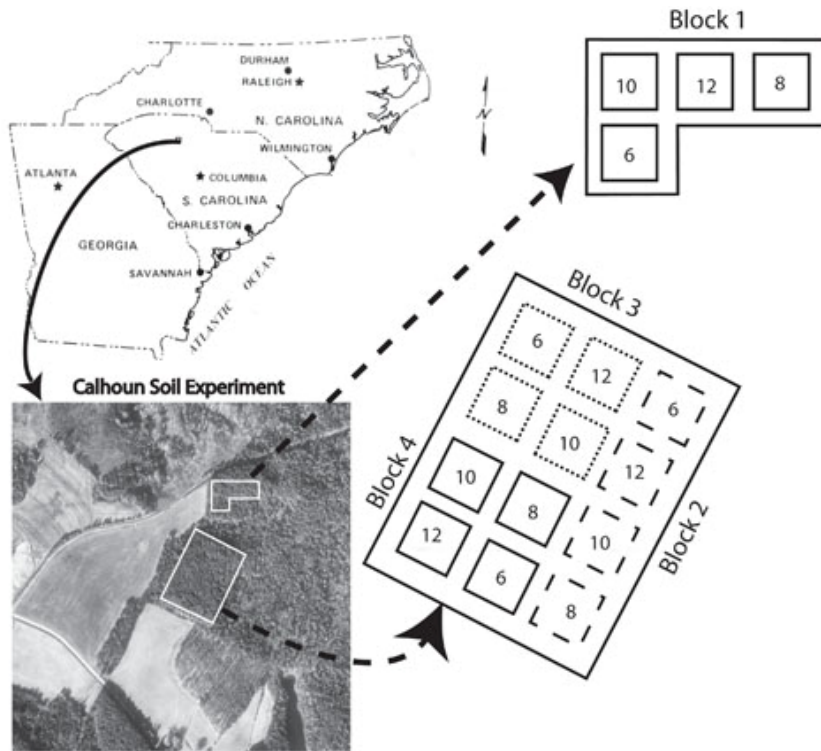 DURHAM
RALEIGH
CHARLOTTE
N. CAROLINA
WILMINGTON
ATLANTA
COLUMBIA
S. CAROLINA
CHARLESTON
GEORGIA
SAVANNAH
ATLANTIC OCEAN
N
Calhoun Soil Experiment
Block 1
10 12 8
6
Block 3
6 12 6
8 10 12
Block 4
10 8 10
12 6 8
Block 2